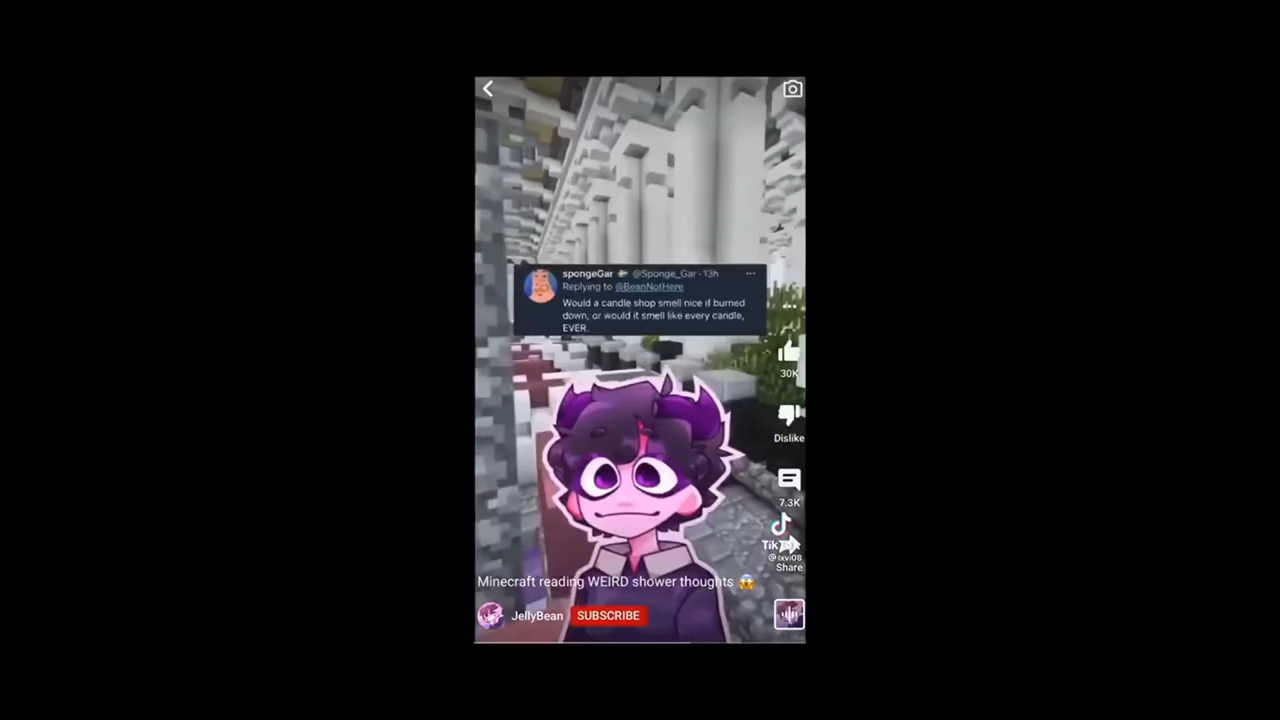 spongeGar @Sponge_Gar · 13h
Replying to @BeanNotHere
Would a candle shop smell nice if burned
down, or would it smell like every candle,
EVER.
30K
Dislike
7.3K
TikTok
@lxvi08
Share
Minecraft reading WEIRD shower thoughts 😱
JellyBean SUBSCRIBE